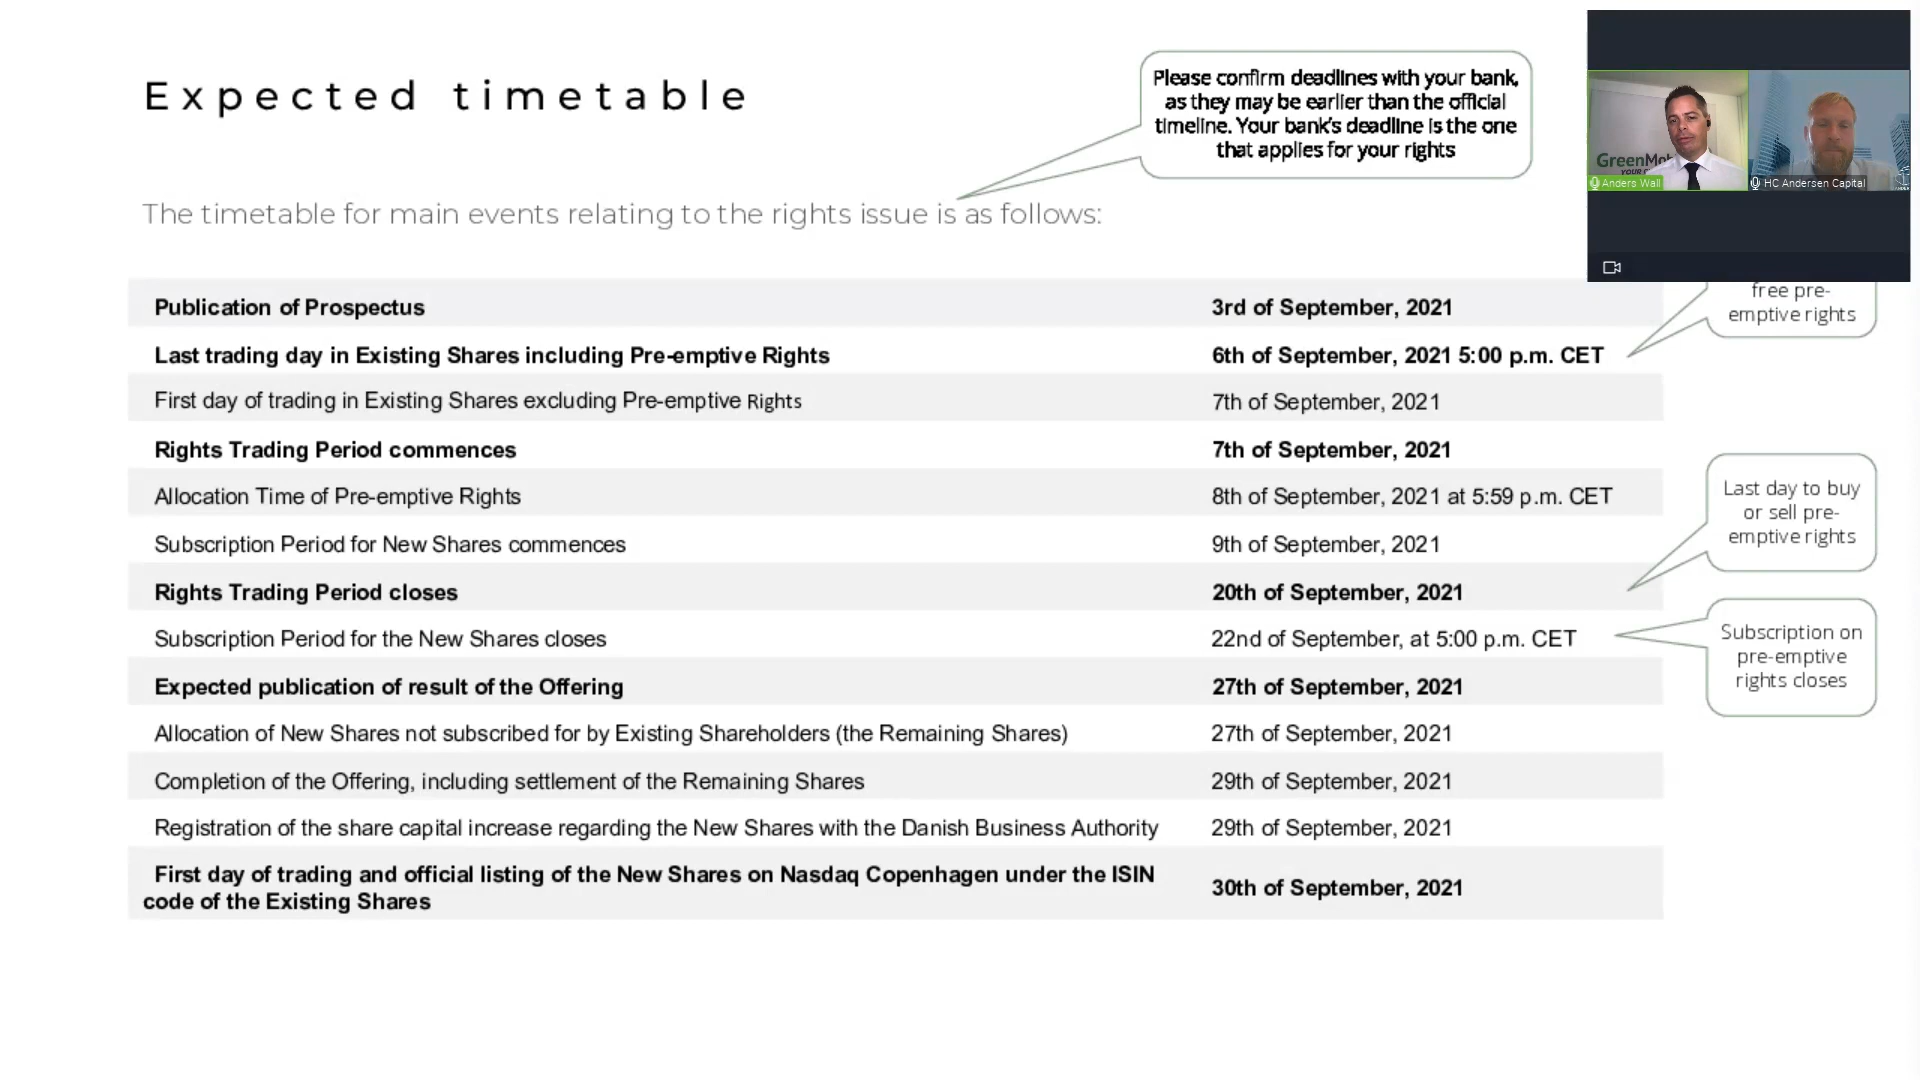 Expected timetable
Please confirm deadlines with your bank,
as they may be earlier than the official
timeline. Your bank's deadline is the one
that applies for your rights
GreenMob
Anders Wall
HC Andersen Capital
The timetable for main events relating to the rights issue is as follows:
free pre-
emptive rights
Publication of Prospectus 3rd of September, 2021
Last trading day in Existing Shares including Pre-emptive Rights 6th of September, 2021 5:00 p.m. CET
First day of trading in Existing Shares excluding Pre-emptive Rights 7th of September, 2021
Rights Trading Period commences 7th of September, 2021
Allocation Time of Pre-emptive Rights 8th of September, 2021 at 5:59 p.m. CET
Subscription Period for New Shares commences 9th of September, 2021
Rights Trading Period closes 20th of September, 2021
Subscription Period for the New Shares closes 22nd of September, at 5:00 p.m. CET
Expected publication of result of the Offering 27th of September, 2021
Allocation of New Shares not subscribed for by Existing Shareholders (the Remaining Shares) 27th of September, 2021
Completion of the Offering, including settlement of the Remaining Shares 29th of September, 2021
Registration of the share capital increase regarding the New Shares with the Danish Business Authority 29th of September, 2021
First day of trading and official listing of the New Shares on Nasdaq Copenhagen under the ISIN
code of the Existing Shares 30th of September, 2021
Last day to buy
or sell pre-
emptive rights
Subscription on
pre-emptive
rights closes